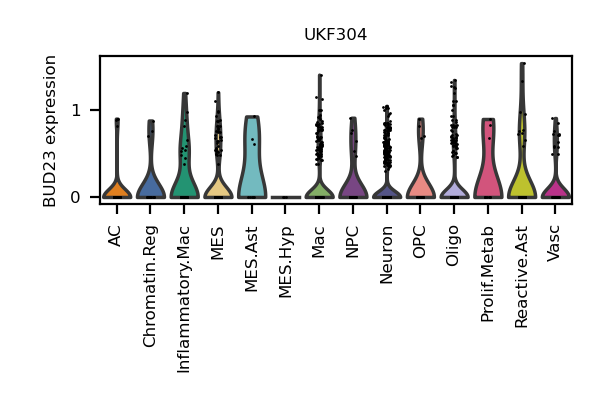 UKF304
BUD23 expression
1
0
AC
Chromatin.Reg
Inflammatory.Mac
MES
MES.Ast
MES.Hyp
Mac
NPC
Neuron
OPC
Oligo
Prolif.Metab
Reactive.Ast
Vasc